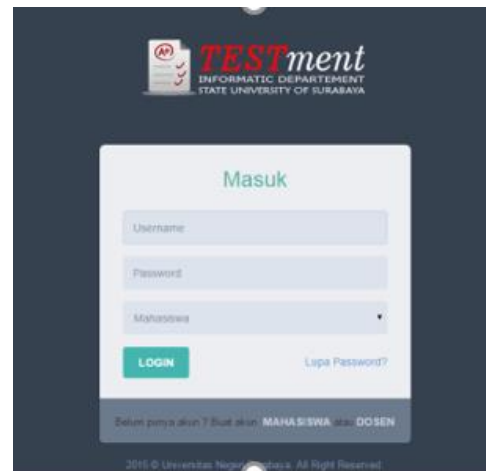 A+
TESTment
INFORMATIC DEPARTEMENT
STATE UNIVERSITY OF SURABAYA
Masuk
Username
Password
Mahasiswa
LOGIN Lupa Password?
Belum punya akun ? Buat akun MAHASISWA atau DOSEN
2015 © Universitas Negeri Surabaya. All Right Reserved